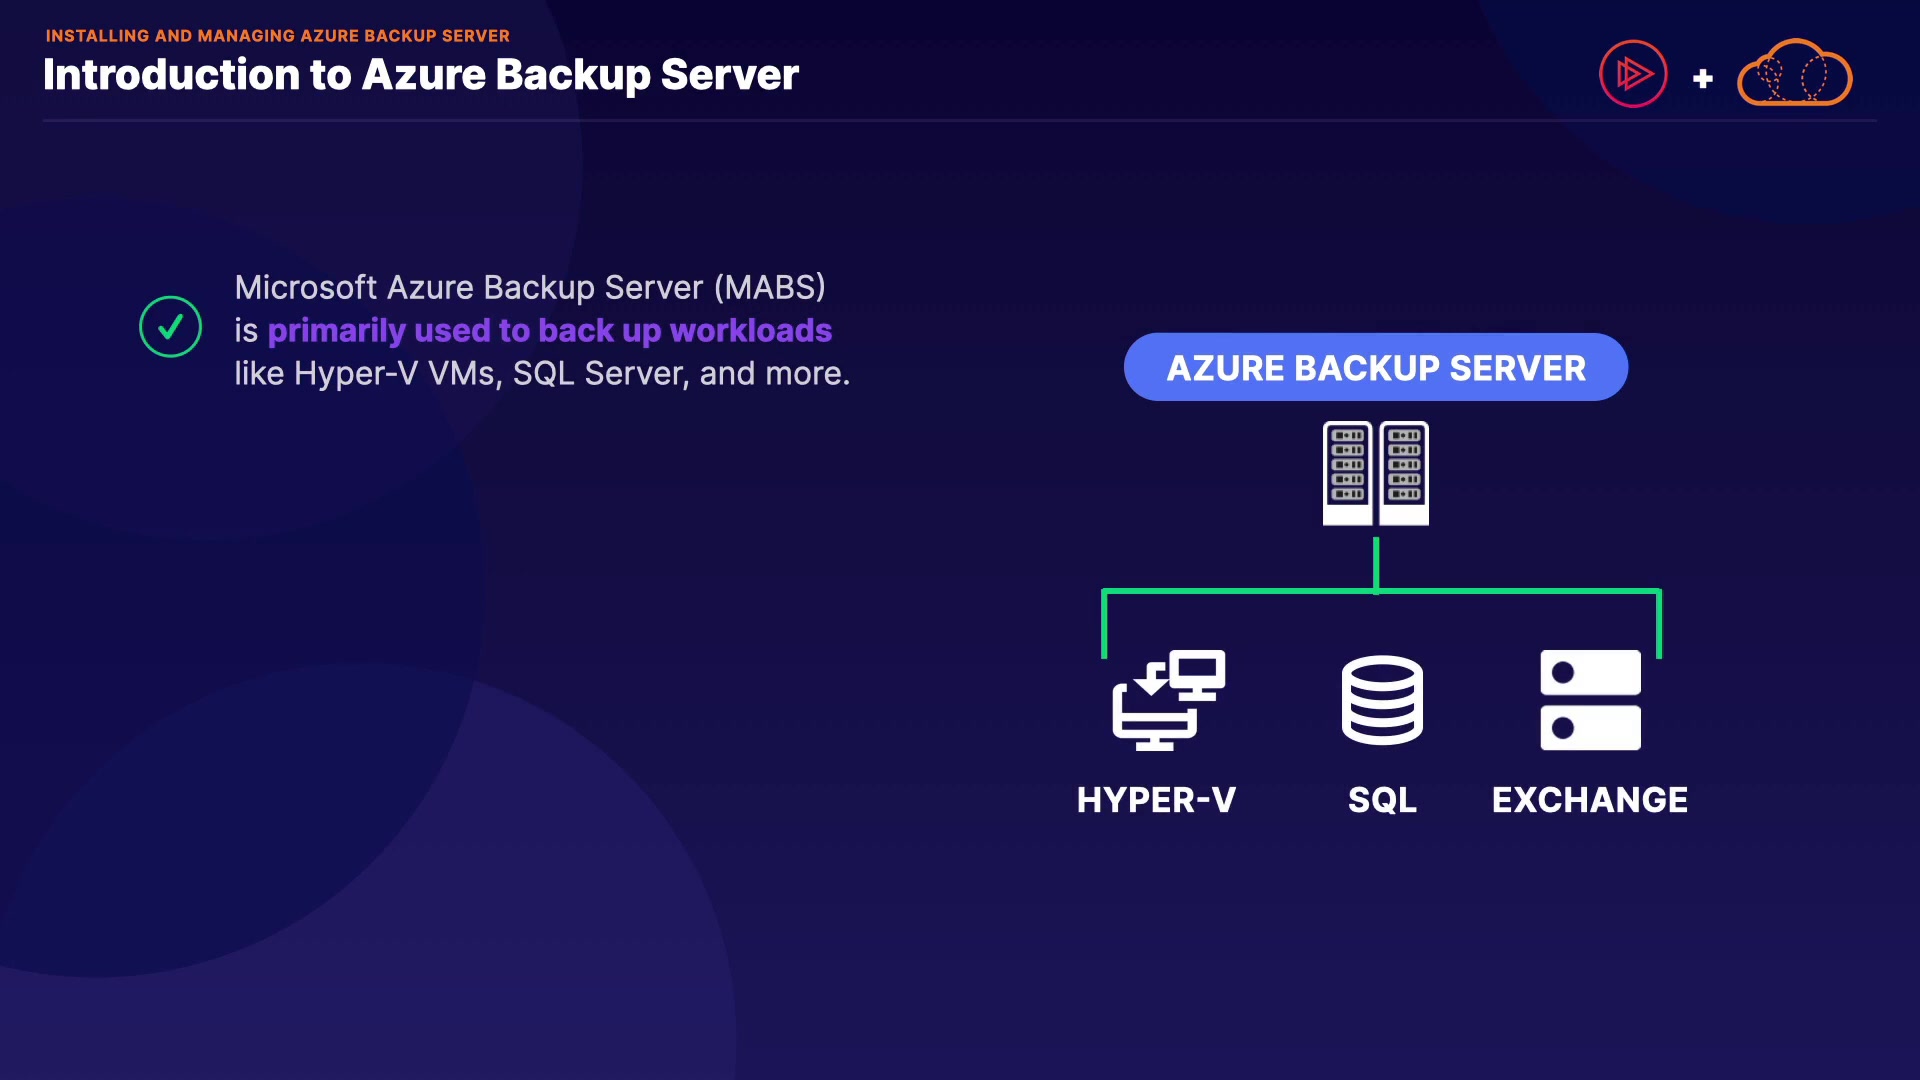 INSTALLING AND MANAGING AZURE BACKUP SERVER
Introduction to Azure Backup Server
+
Microsoft Azure Backup Server (MABS)
is primarily used to back up workloads
like Hyper-V VMs, SQL Server, and more.
AZURE BACKUP SERVER
HYPER-V
SQL
EXCHANGE